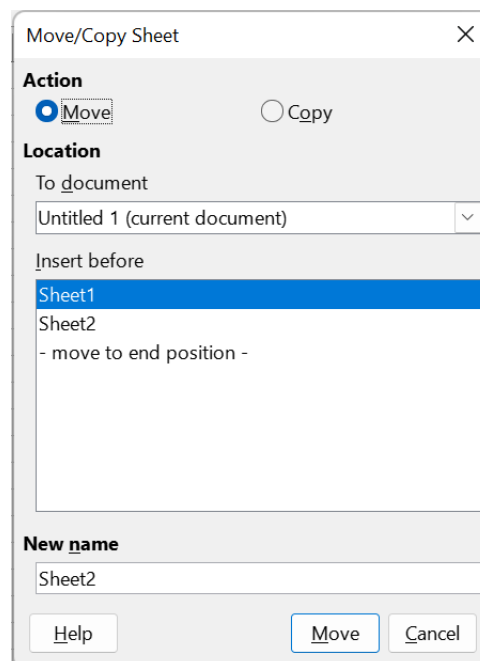 Move/Copy Sheet
Action
Move
Copy
Location
To document
Untitled 1 (current document)
Insert before
Sheet1
Sheet2
- move to end position -
New name
Sheet2
Help
Move
Cancel